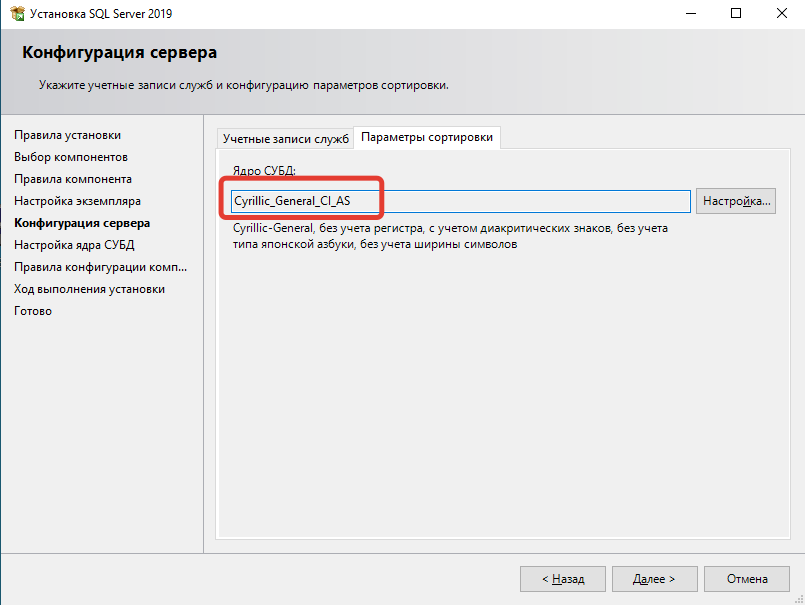 Установка SQL Server 2019
Конфигурация сервера
Укажите учетные записи служб и конфигурацию параметров сортировки.
Правила установки
Выбор компонентов
Правила компонента
Настройка экземпляра
Конфигурация сервера
Настройка ядра СУБД
Правила конфигурации комп...
Ход выполнения установки
Готово
Учетные записи служб
Параметры сортировки
Ядро СУБД:
Cyrillic_General_CI_AS
Настройка...
Cyrillic-General, без учета регистра, с учетом диакритических знаков, без учета
типа японской азбуки, без учета ширины символов
< Назад
Далее >
Отмена